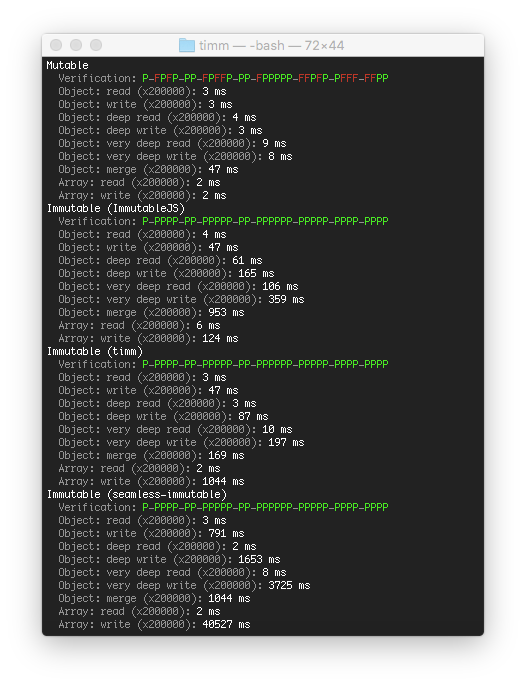 timm — -bash — 72×44
Mutable
Verification: P-FPFP-PP-FPFFP-PP-FPPPPP-FFPFP-PFFF-FFPP
Object: read (x200000): 3 ms
Object: write (x200000): 3 ms
Object: deep read (x200000): 4 ms
Object: deep write (x200000): 3 ms
Object: very deep read (x200000): 9 ms
Object: very deep write (x200000): 8 ms
Object: merge (x200000): 47 ms
Array: read (x200000): 2 ms
Array: write (x200000): 2 ms
Immutable (ImmutableJS)
Verification: P-PPPP-PP-PPPPP-PP-PPPPPP-PPPPP-PPPP-PPPP
Object: read (x200000): 4 ms
Object: write (x200000): 47 ms
Object: deep read (x200000): 61 ms
Object: deep write (x200000): 165 ms
Object: very deep read (x200000): 106 ms
Object: very deep write (x200000): 359 ms
Object: merge (x200000): 953 ms
Array: read (x200000): 6 ms
Array: write (x200000): 124 ms
Immutable (timm)
Verification: P-PPPP-PP-PPPPP-PP-PPPPPP-PPPPP-PPPP-PPPP
Object: read (x200000): 3 ms
Object: write (x200000): 47 ms
Object: deep read (x200000): 3 ms
Object: deep write (x200000): 87 ms
Object: very deep read (x200000): 10 ms
Object: very deep write (x200000): 197 ms
Object: merge (x200000): 169 ms
Array: read (x200000): 2 ms
Array: write (x200000): 1044 ms
Immutable (seamless-immutable)
Verification: P-PPPP-PP-PPPPP-PP-PPPPPP-PPPPP-PPPP-PPPP
Object: read (x200000): 3 ms
Object: write (x200000): 791 ms
Object: deep read (x200000): 2 ms
Object: deep write (x200000): 1653 ms
Object: very deep read (x200000): 8 ms
Object: very deep write (x200000): 3725 ms
Object: merge (x200000): 1044 ms
Array: read (x200000): 2 ms
Array: write (x200000): 40527 ms